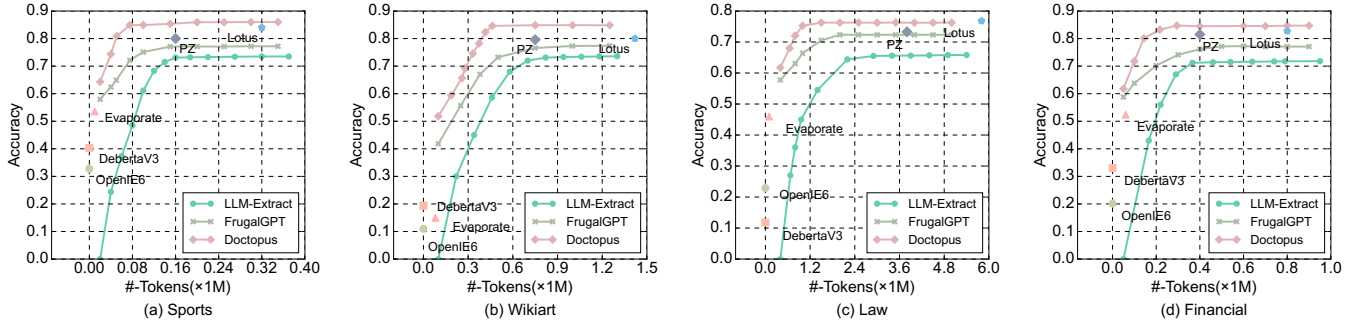 0.9
0.8
0.7
0.6
0.5
0.4
0.3
0.2
0.1
0.0
Accuracy
PZ
Lotus
Evaporate
DebertaV3
OpenIE6
LLM-Extract
FrugalGPT
Doctopus
0.00 0.08 0.16 0.24 0.32 0.40
#-Tokens(×1M)
(a) Sports
0.9
0.8
0.7
0.6
0.5
0.4
0.3
0.2
0.1
0.0
Accuracy
PZ
Lotus
DebertaV3
Evaporate
OpenIE6
LLM-Extract
FrugalGPT
Doctopus
0.0 0.3 0.6 0.9 1.2 1.5
#-Tokens(×1M)
(b) Wikiart
0.8
0.7
0.6
0.5
0.4
0.3
0.2
0.1
0.0
Accuracy
PZ
Lotus
Evaporate
OpenIE6
DebertaV3
LLM-Extract
FrugalGPT
Doctopus
0.0 1.2 2.4 3.6 4.8 6.0
#-Tokens(×1M)
(c) Law
0.9
0.8
0.7
0.6
0.5
0.4
0.3
0.2
0.1
0.0
Accuracy
PZ
Lotus
Evaporate
DebertaV3
OpenIE6
LLM-Extract
FrugalGPT
Doctopus
0.0 0.2 0.4 0.6 0.8 1.0
#-Tokens(×1M)
(d) Financial